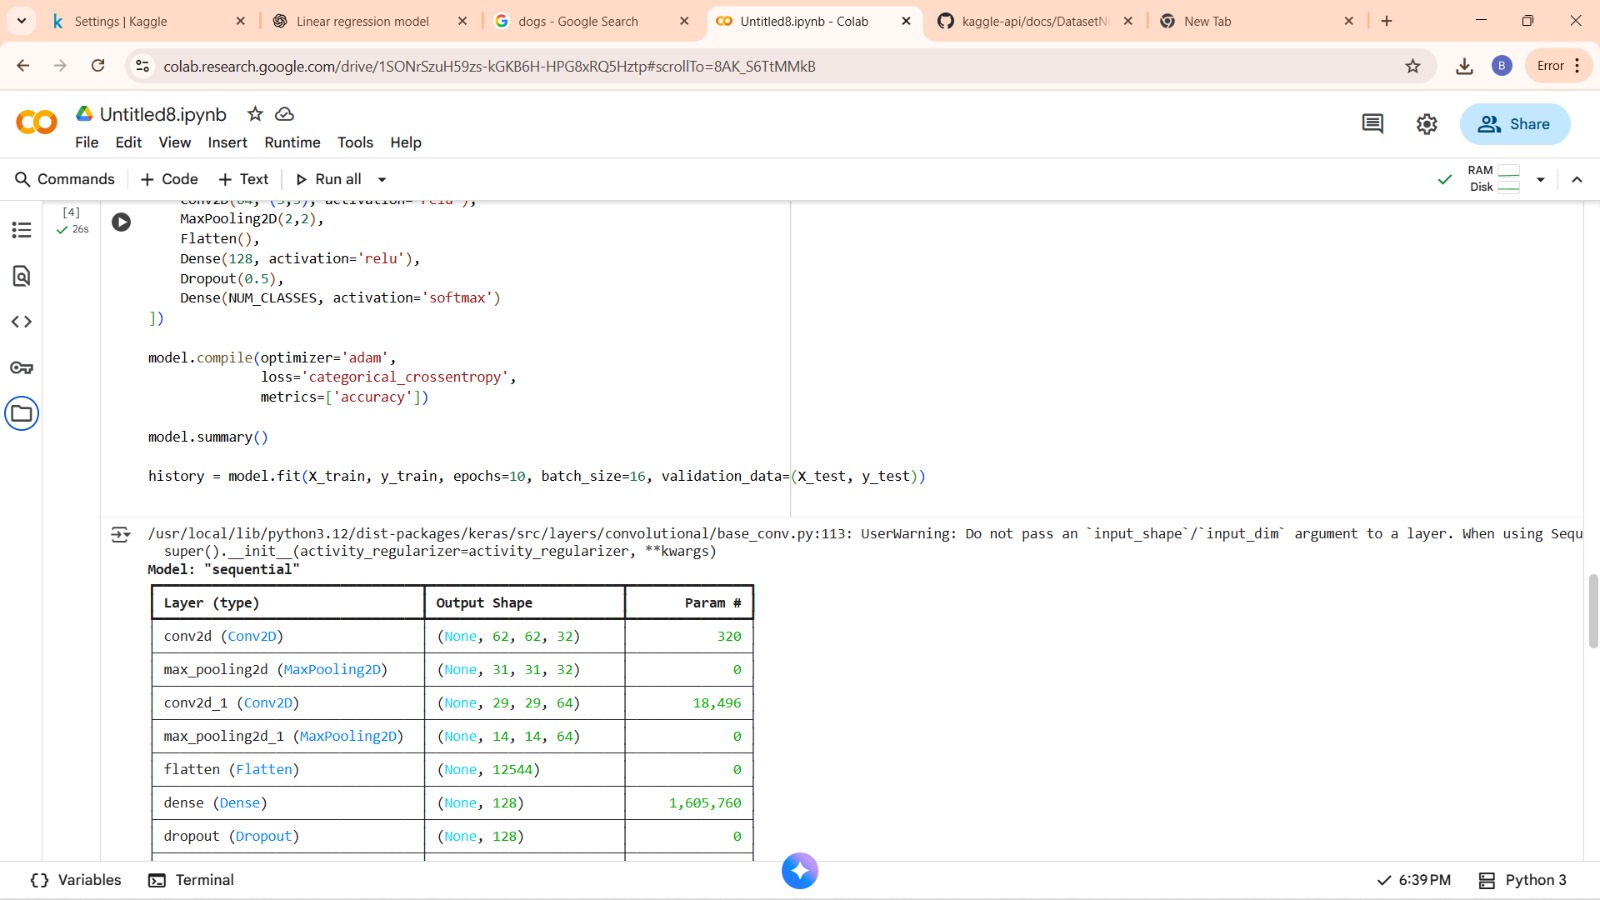 Settings | Kaggle
Linear regression model
dogs - Google Search
Untitled8.ipynb - Colab
kaggle-api/docs/DatasetN
New Tab
colab.research.google.com/drive/1SONrSzuH59zs-kGKB6H-HPG8xRQ5Hztp#scrollTo=8AK_S6TtMMkB
B
Error
Untitled8.ipynb
File Edit View Insert Runtime Tools Help
Share
Commands + Code + Text Run all
RAM
Disk
[4]
26s
Conv2D(64, (3,3), activation='relu'),
MaxPooling2D(2,2),
Flatten(),
Dense(128, activation='relu'),
Dropout(0.5),
Dense(NUM_CLASSES, activation='softmax')
])
model.compile(optimizer='adam',
loss='categorical_crossentropy',
metrics=['accuracy'])
model.summary()
history = model.fit(X_train, y_train, epochs=10, batch_size=16, validation_data=(X_test, y_test))
/usr/local/lib/python3.12/dist-packages/keras/src/layers/convolutional/base_conv.py:113: UserWarning: Do not pass an `input_shape`/`input_dim` argument to a layer. When using Sequ
super().__init__(activity_regularizer=activity_regularizer, **kwargs)
Model: "sequential"
Layer (type) Output Shape Param #
conv2d (Conv2D) (None, 62, 62, 32) 320
max_pooling2d (MaxPooling2D) (None, 31, 31, 32) 0
conv2d_1 (Conv2D) (None, 29, 29, 64) 18,496
max_pooling2d_1 (MaxPooling2D) (None, 14, 14, 64) 0
flatten (Flatten) (None, 12544) 0
dense (Dense) (None, 128) 1,605,760
dropout (Dropout) (None, 128) 0
Variables Terminal
6:39 PM Python 3